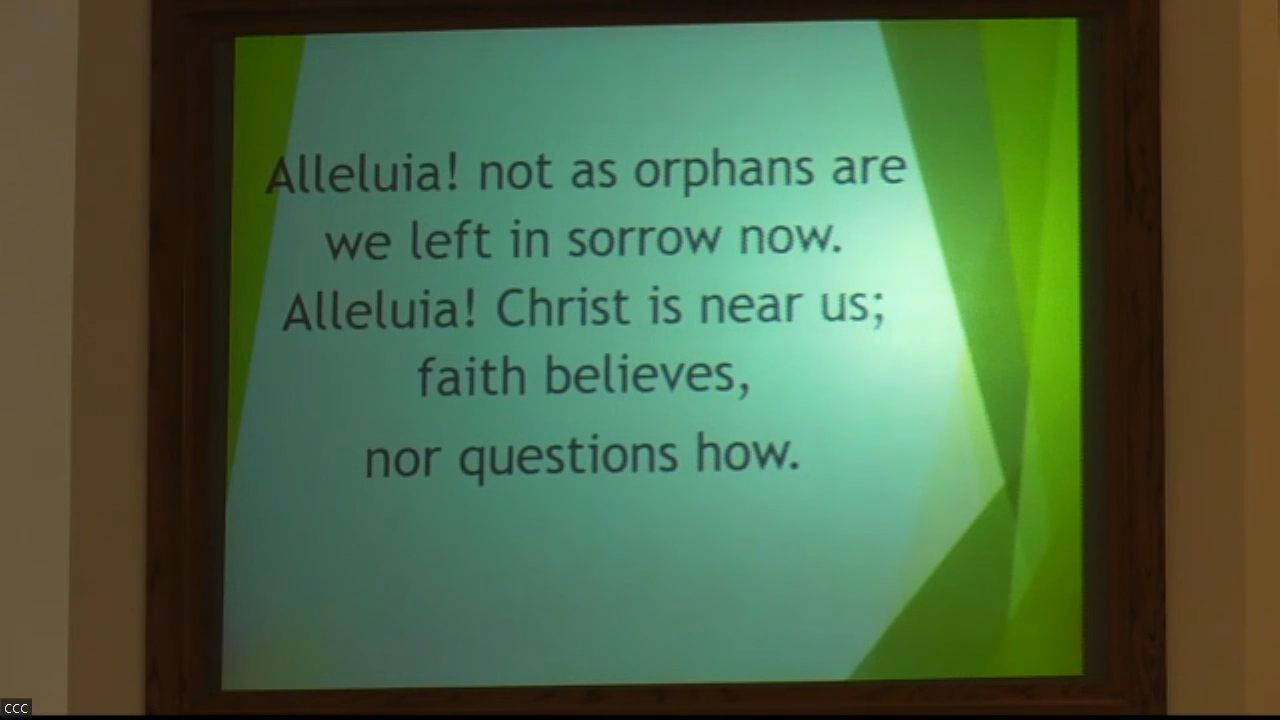 Alleluia! not as orphans are
we left in sorrow now.
Alleluia! Christ is near us;
faith believes,
nor questions how.
ccc